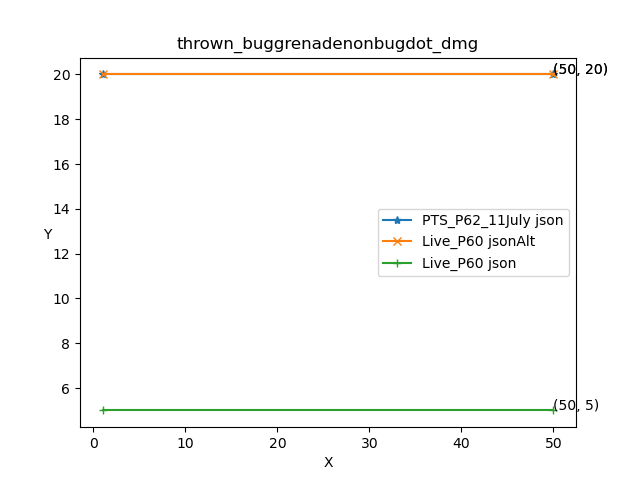 thrown_buggrenadenonbugdot_dmg
20
(50, 20)
18
16
14
PTS_P62_11July json
Y
Live_P60 jsonAlt
12
Live_P60 json
10
8
6
(50, 5)
0
10
20
30
40
50
X